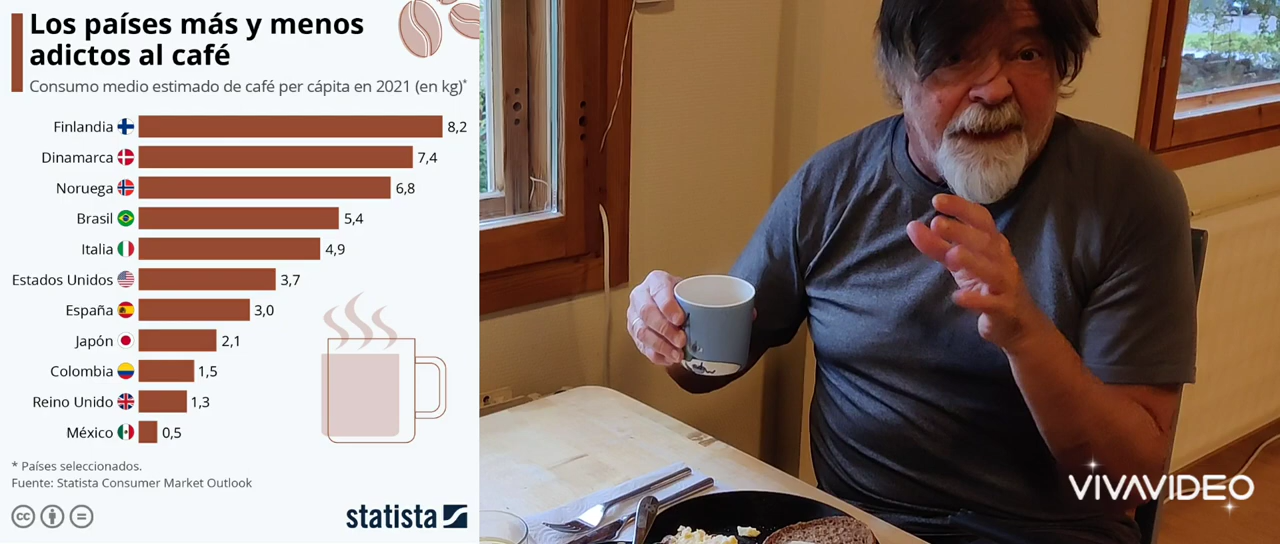 Los países más y menos
adictos al café
Consumo medio estimado de café per cápita en 2021 (en kg)*
Finlandia 8,2
Dinamarca 7,4
Noruega 6,8
Brasil 5,4
Italia 4,9
Estados Unidos 3,7
España 3,0
Japón 2,1
Colombia 1,5
Reino Unido 1,3
México 0,5
* Países seleccionados.
Fuente: Statista Consumer Market Outlook
cc
statista
VIVAVIDEO